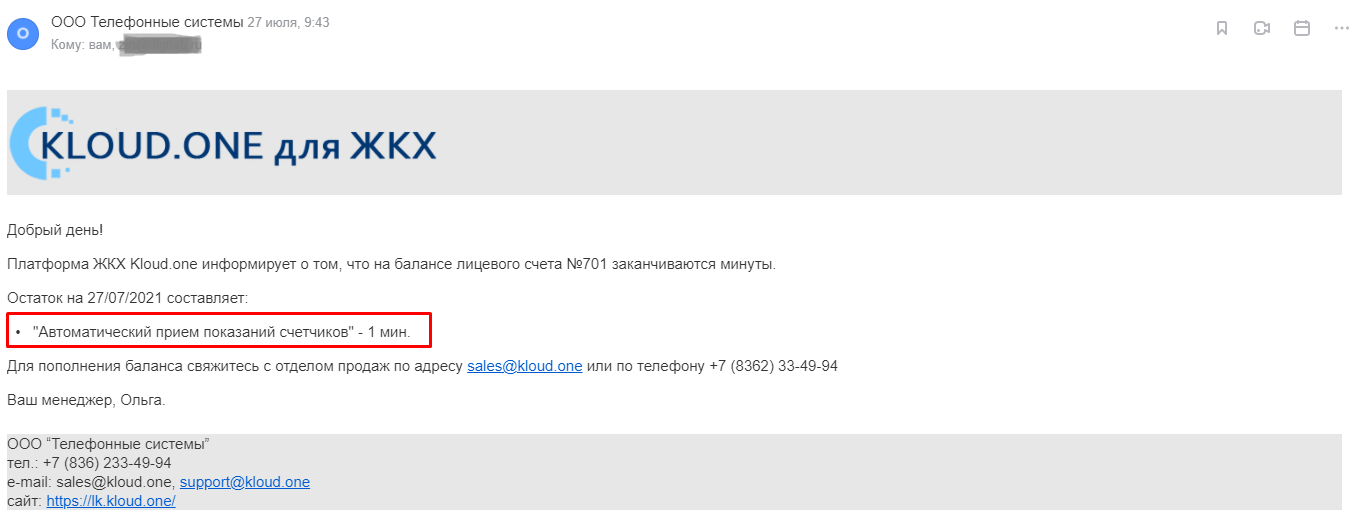 О
ООО Телефонные системы 27 июля, 9:43
Кому: вам,
KLOUD.ONE для ЖКХ
Добрый день!
Платформа ЖКХ Kloud.one информирует о том, что на балансе лицевого счета №701 заканчиваются минуты.
Остаток на 27/07/2021 составляет:
• "Автоматический прием показаний счетчиков" - 1 мин.
Для пополнения баланса свяжитесь с отделом продаж по адресу sales@kloud.one или по телефону +7 (8362) 33-49-94
Ваш менеджер, Ольга.
ООО “Телефонные системы”
тел.: +7 (836) 233-49-94
e-mail: sales@kloud.one, support@kloud.one
сайт: https://lk.kloud.one/